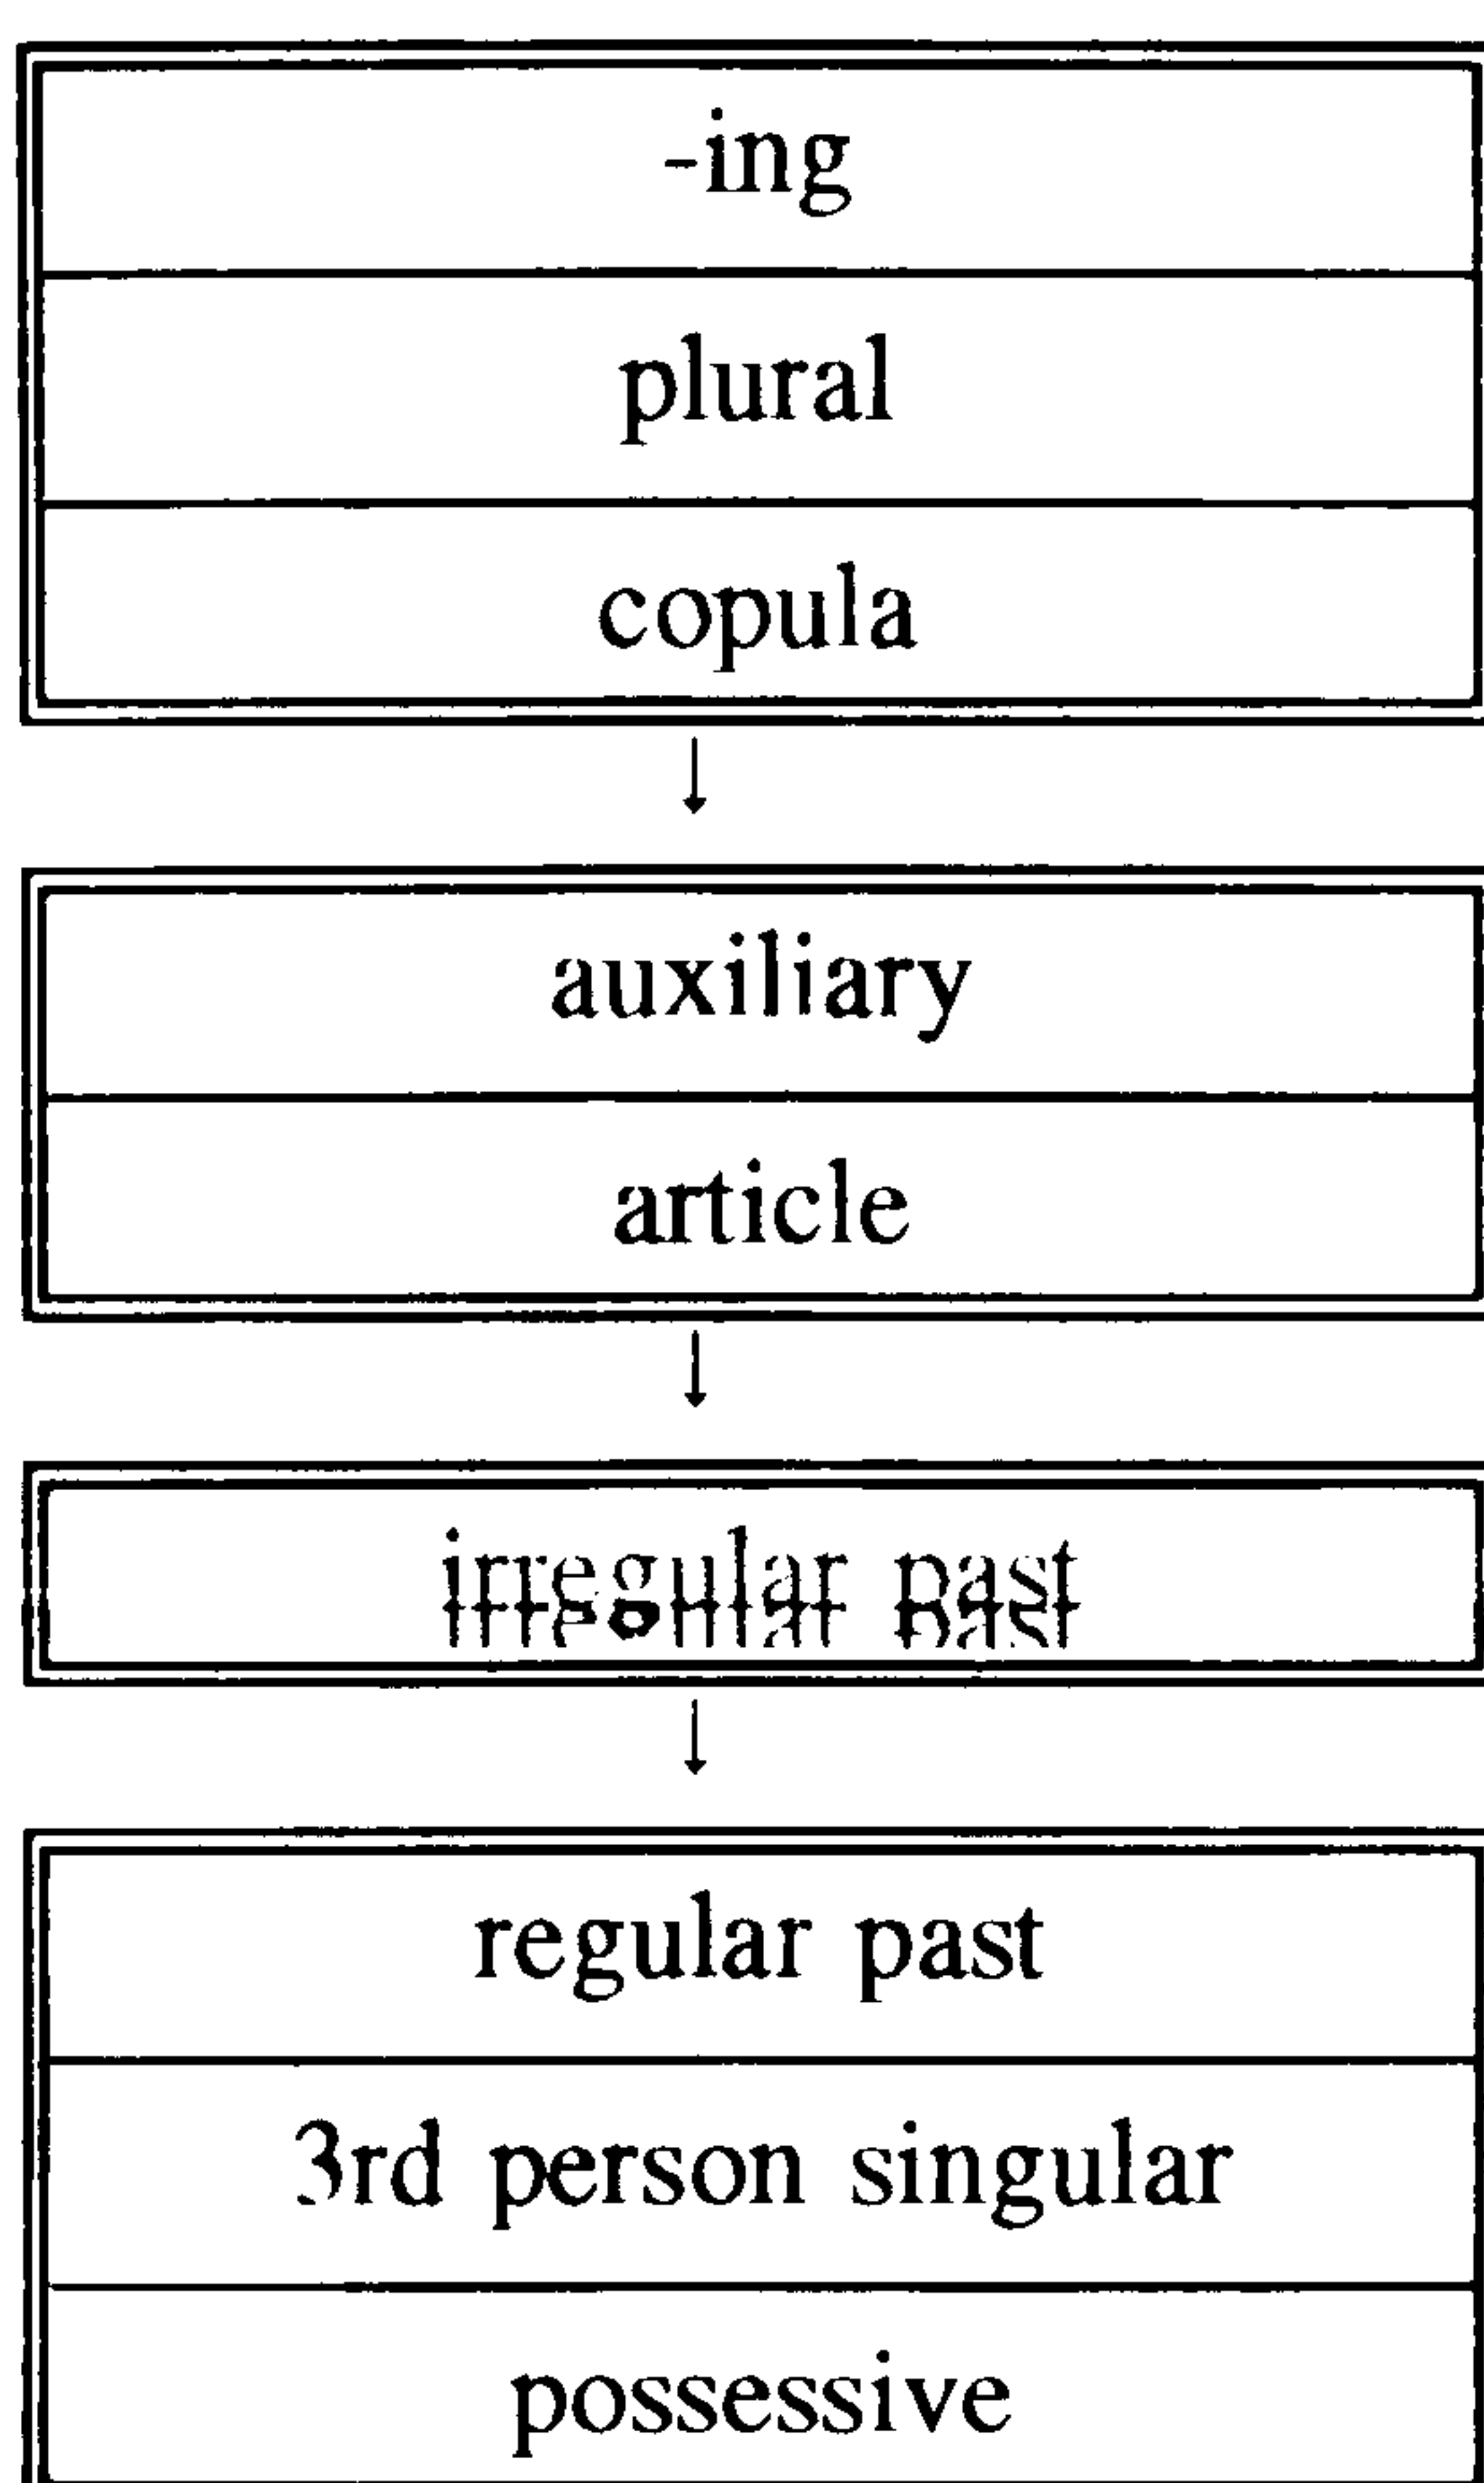 -ing
plural
copula
auxiliary
article
irregular past
regular past
3rd person singular
possessive